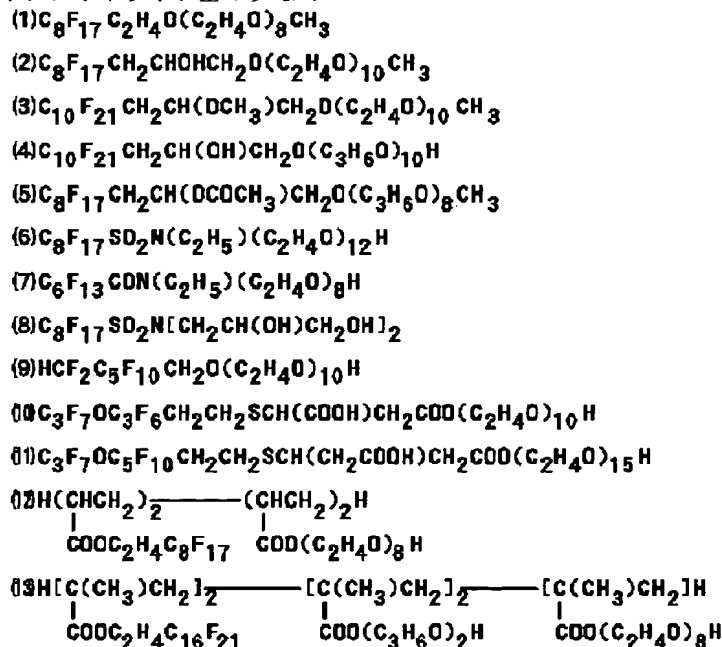 (1)C8F17C2H4O(C2H4O)8CH3
(2)C8F17CH2CHOHCH2O(C2H4O)10CH3
(3)C10F21CH2CH(OCH3)CH2O(C2H4O)10CH3
(4)C10F21CH2CH(OH)CH2O(C3H6O)10H
(5)C8F17CH2CH(OCOCH3)CH2O(C3H6O)8CH3
(6)C8F17SO2N(C2H5)(C2H4O)12H
(7)C6F13CON(C2H5)(C2H4O)8H
(8)C8F17SO2N[CH2CH(OH)CH2OH]2
(9)HCF2C5F10CH2O(C2H4O)10H
(10)C3F7OC3F6CH2CH2SCH(COOH)CH2COO(C2H4O)10H
(11)C3F7OC5F10CH2CH2SCH(CH2COOH)CH2COO(C2H4O)15H
(12)H(CHCH2)2 (CHCH2)2H
COOC2H4C8F17 COO(C2H4O)8H
(13)H[C(CH3)CH2]2 [C(CH3)CH2]2 [C(CH3)CH2]H
COOC2H4C16F21 COO(C3H6O)2H COO(C2H4O)8H